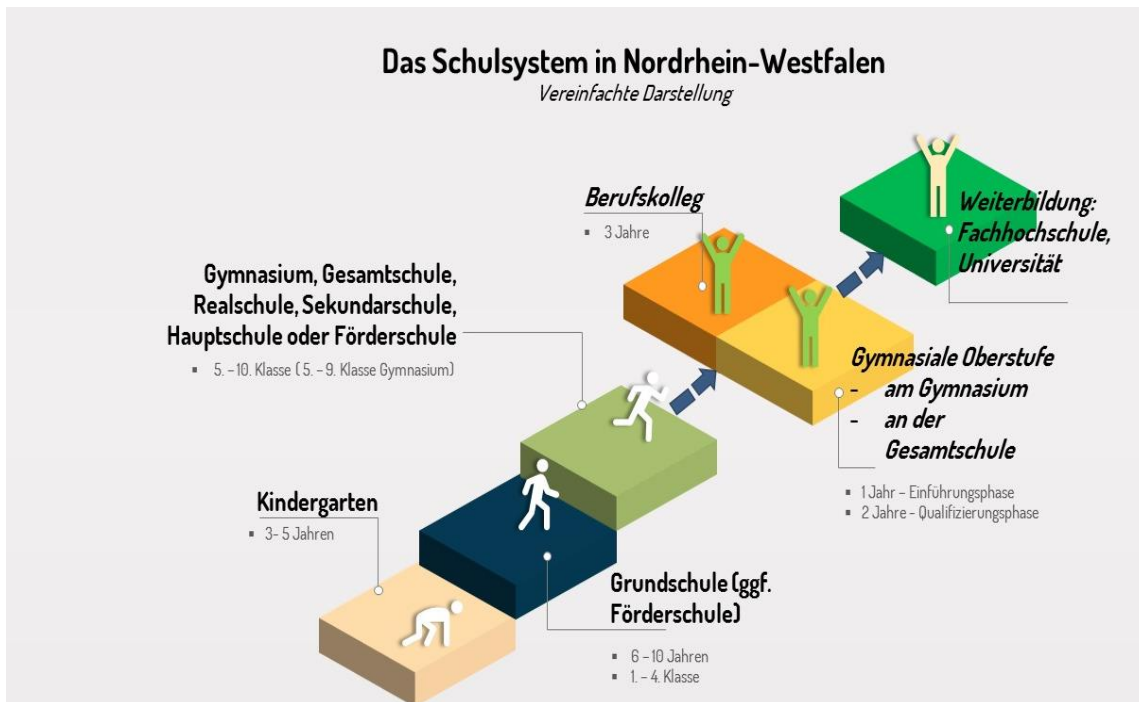 Das Schulsystem in Nordrhein-Westfalen
Vereinfachte Darstellung
Weiterbildung:
Fachhochschule,
Universität
Berufskolleg
▪ 3 Jahre
Gymnasium, Gesamtschule,
Realschule, Sekundarschule,
Hauptschule oder Förderschule
▪ 5. – 10. Klasse ( 5. – 9. Klasse Gymnasium)
Gymnasiale Oberstufe
- am Gymnasium
- an der
Gesamtschule
▪ 1 Jahr – Einführungsphase
▪ 2 Jahre - Qualifizierungsphase
Kindergarten
▪ 3- 5 Jahren
Grundschule (ggf.
Förderschule)
▪ 6 – 10 Jahren
▪ 1. – 4. Klasse